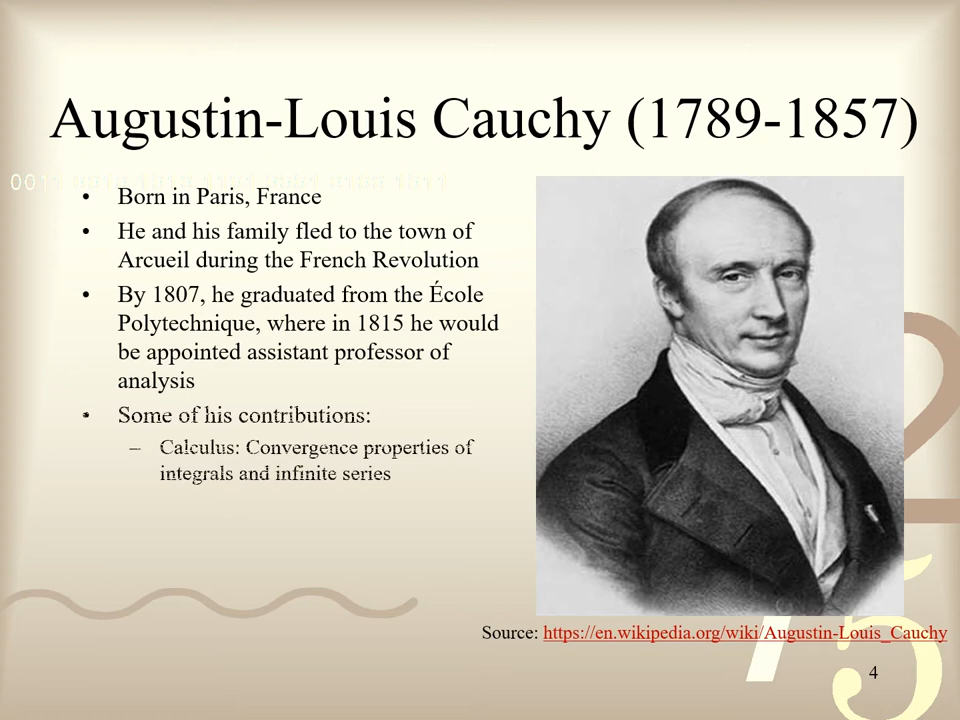 Augustin-Louis Cauchy (1789-1857)
• Born in Paris, France
• He and his family fled to the town of
Arcueil during the French Revolution
• By 1807, he graduated from the École
Polytechnique, where in 1815 he would
be appointed assistant professor of
analysis
• Some of his contributions:
– Calculus: Convergence properties of
integrals and infinite series
Source: https://en.wikipedia.org/wiki/Augustin-Louis_Cauchy
4